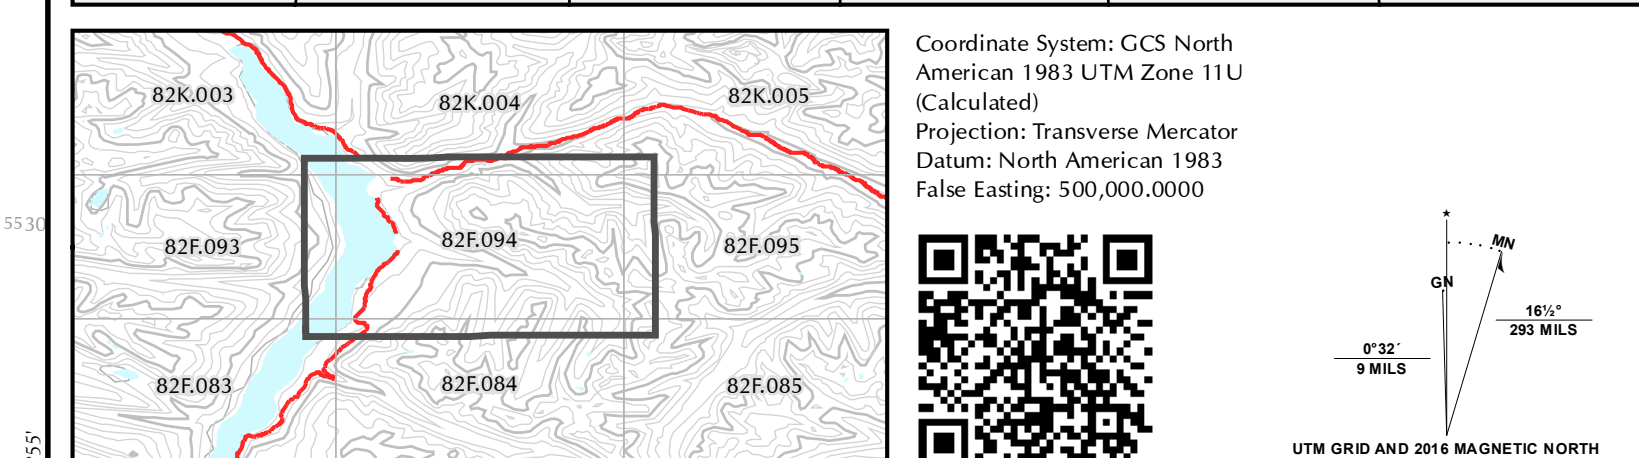 82K.003
82K.004
82K.005
5530
82F.093
82F.094
82F.095
82F.083
82F.084
82F.085
55'
Coordinate System: GCS North
American 1983 UTM Zone 11U
(Calculated)
Projection: Transverse Mercator
Datum: North American 1983
False Easting: 500,000.0000
MN
GN
16½°
293 MILS
0°32´
9 MILS
UTM GRID AND 2016 MAGNETIC NORTH